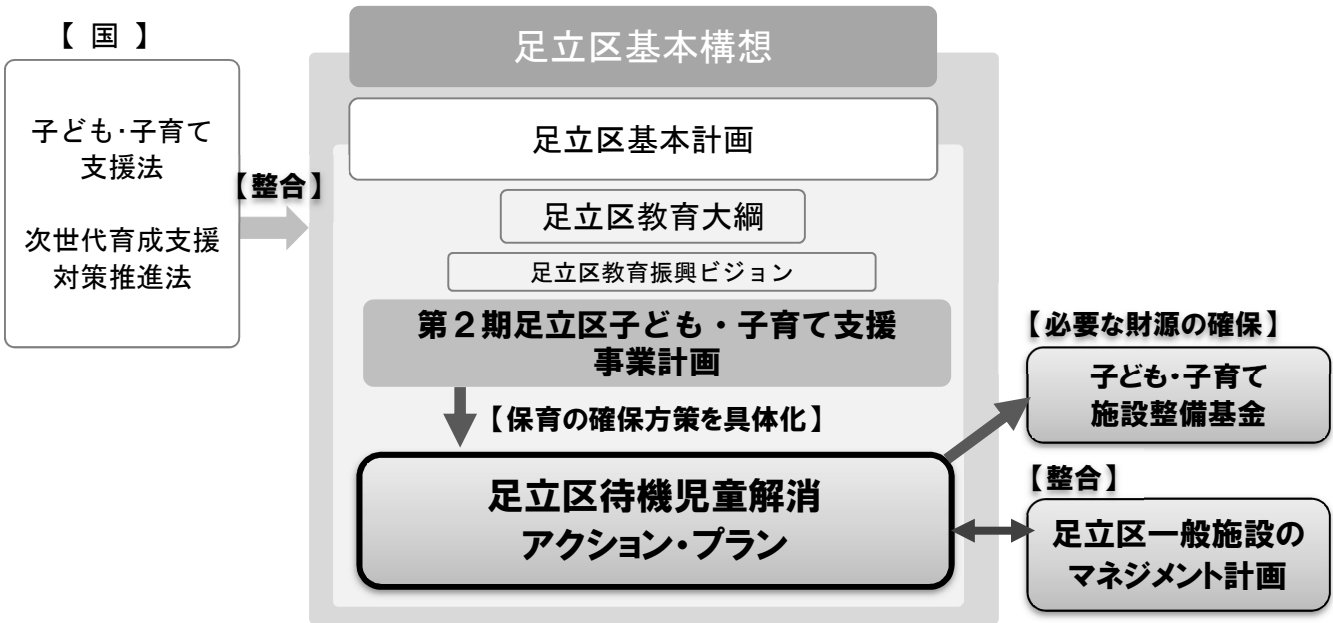 【 国 】
子ども･子育て
支援法
次世代育成支援
対策推進法
【整合】
足立区基本構想
足立区基本計画
足立区教育大綱
足立区教育振興ビジョン
第２期足立区子ども・子育て支援
事業計画
【保育の確保方策を具体化】
足立区待機児童解消
アクション･プラン
【必要な財源の確保】
子ども･子育て
施設整備基金
【整合】
足立区一般施設の
マネジメント計画